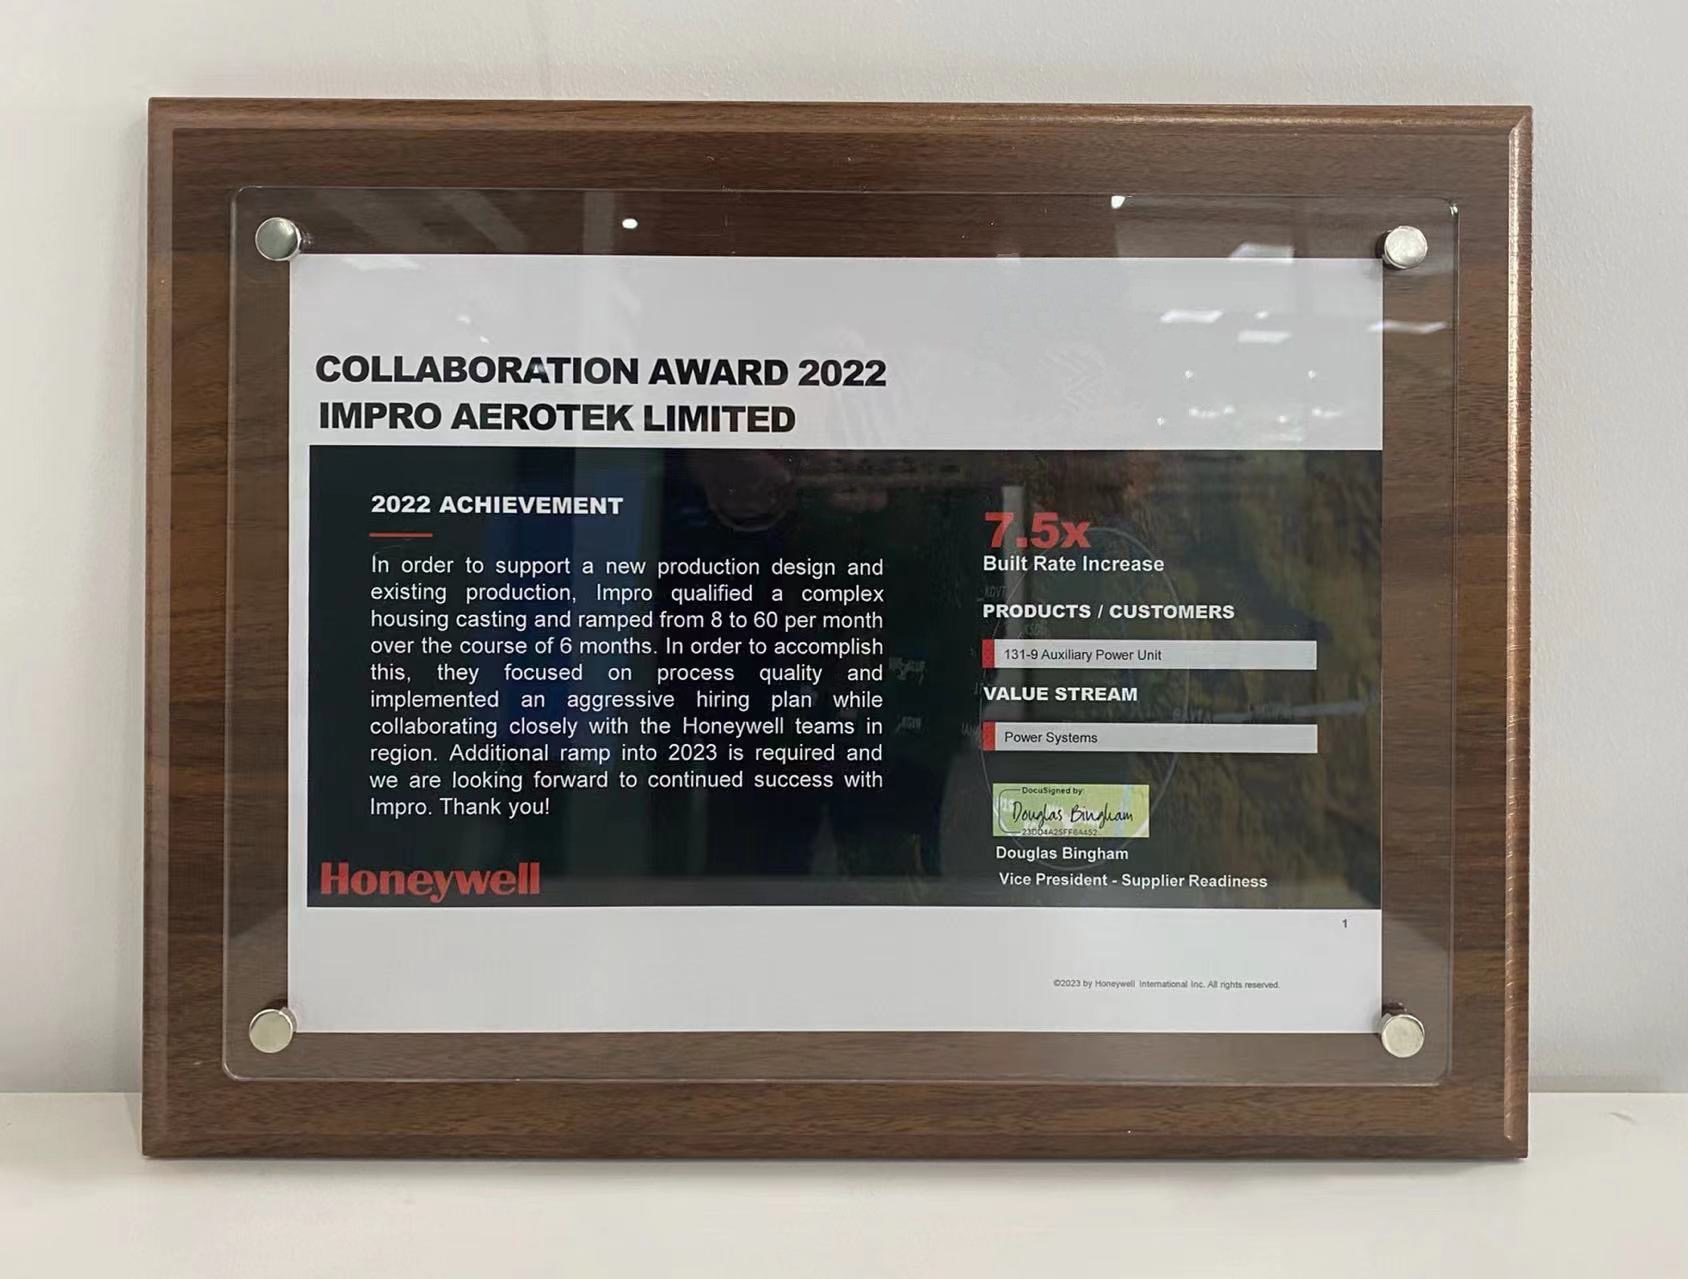 COLLABORATION AWARD 2022
IMPRO AEROTEK LIMITED
2022 ACHIEVEMENT
In order to support a new production design and
existing production, Impro qualified a complex
housing casting and ramped from 8 to 60 per month
over the course of 6 months. In order to accomplish
this, they focused on process quality and
implemented an aggressive hiring plan while
collaborating closely with the Honeywell teams in
region. Additional ramp into 2023 is required and
we are looking forward to continued success with
Impro. Thank you!
Honeywell
7.5x
Built Rate Increase
PRODUCTS / CUSTOMERS
131-9 Auxiliary Power Unit
VALUE STREAM
Power Systems
DocuSigned by:
Douglas Bingham
Douglas Bingham
Vice President - Supplier Readiness
1
©2023 by Honeywell International Inc. All rights reserved.